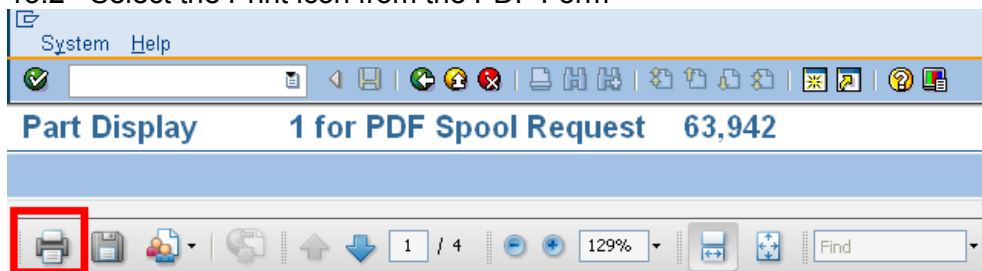 System Help
Part Display 1 for PDF Spool Request 63,942
1 / 4 129% Find